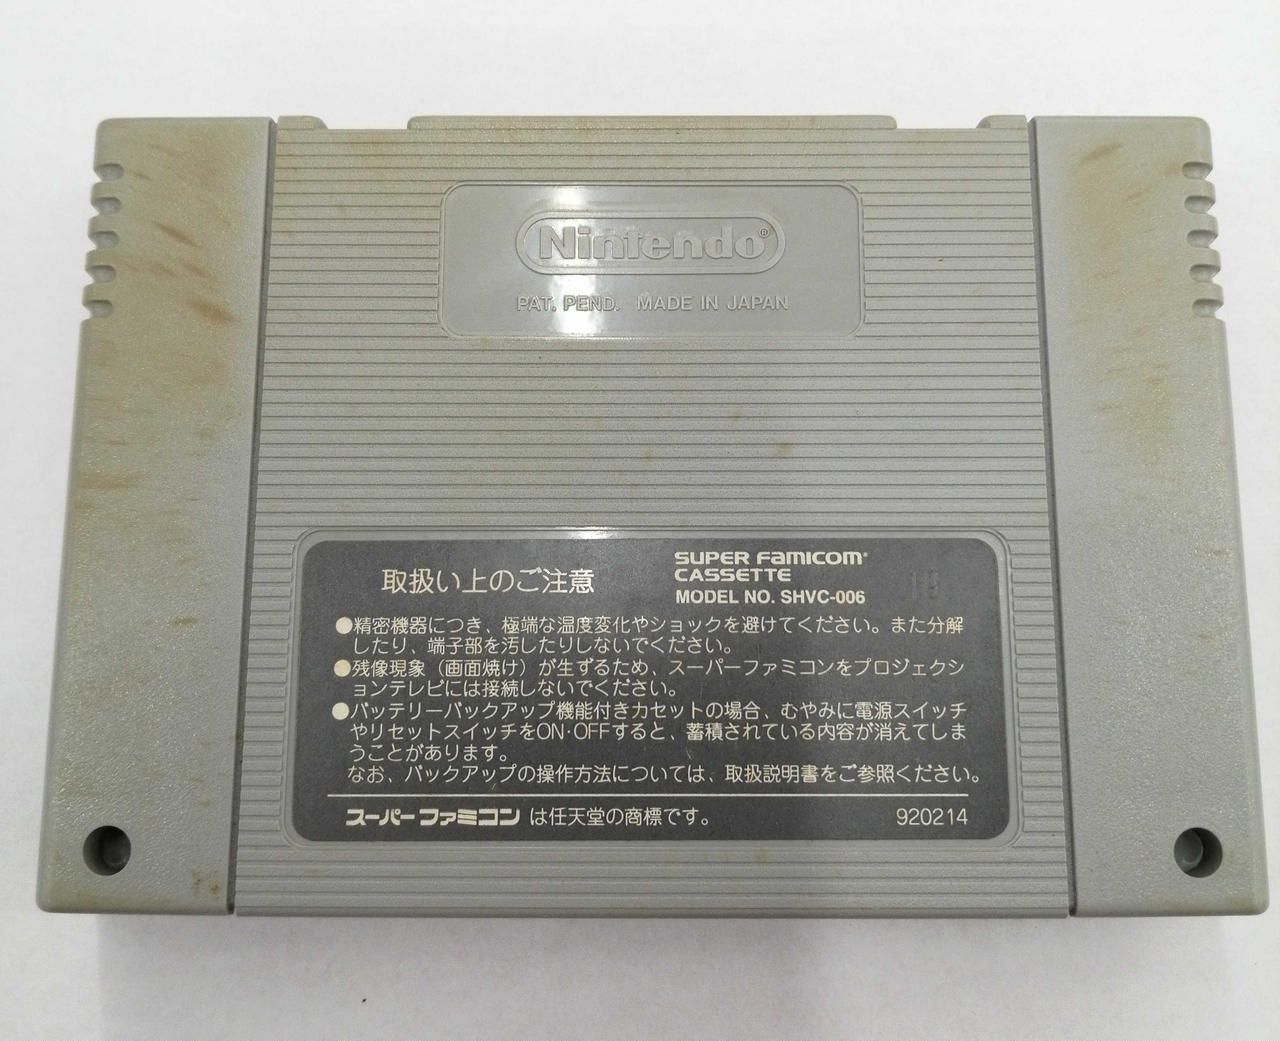 Nintendo®
PAT. PEND. MADE IN JAPAN
取扱い上のご注意
SUPER FAMICOM®
CASSETTE
MODEL NO. SHVC-006
19
●精密機器につき、極端な温度変化やショックを避けてください。また分解
したり、端子部を汚したりしないでください。
●残像現象（画面焼け）が生ずるため、スーパーファミコンをプロジェクシ
ョンテレビには接続しないでください。
●バッテリーバックアップ機能付きカセットの場合、むやみに電源スイッチ
やリセットスイッチをON·OFFすると、蓄積されている内容が消えてしま
うことがあります。
なお、バックアップの操作方法については、取扱説明書をご参照ください。
スーパーファミコンは任天堂の商標です。
920214